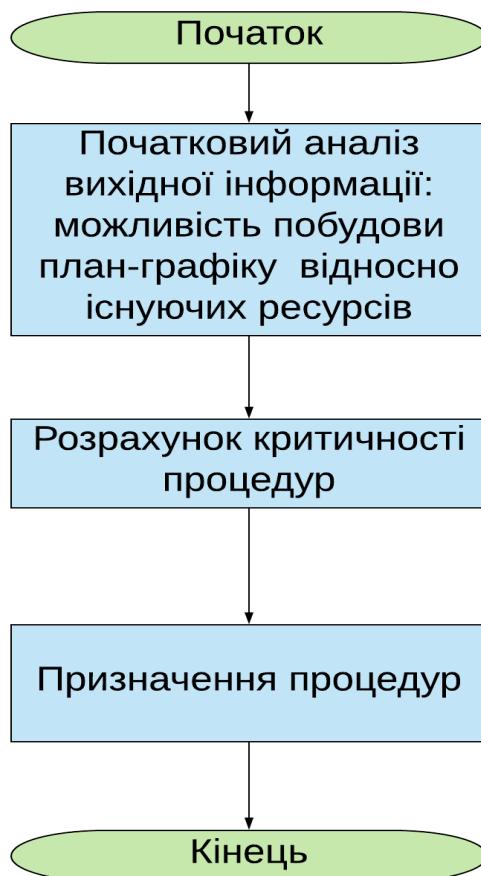 Початок
Початковий аналіз
вихідної інформації:
можливість побудови
план-графіку відносно
існуючих ресурсів
Розрахунок критичності
процедур
Призначення процедур
Кінець